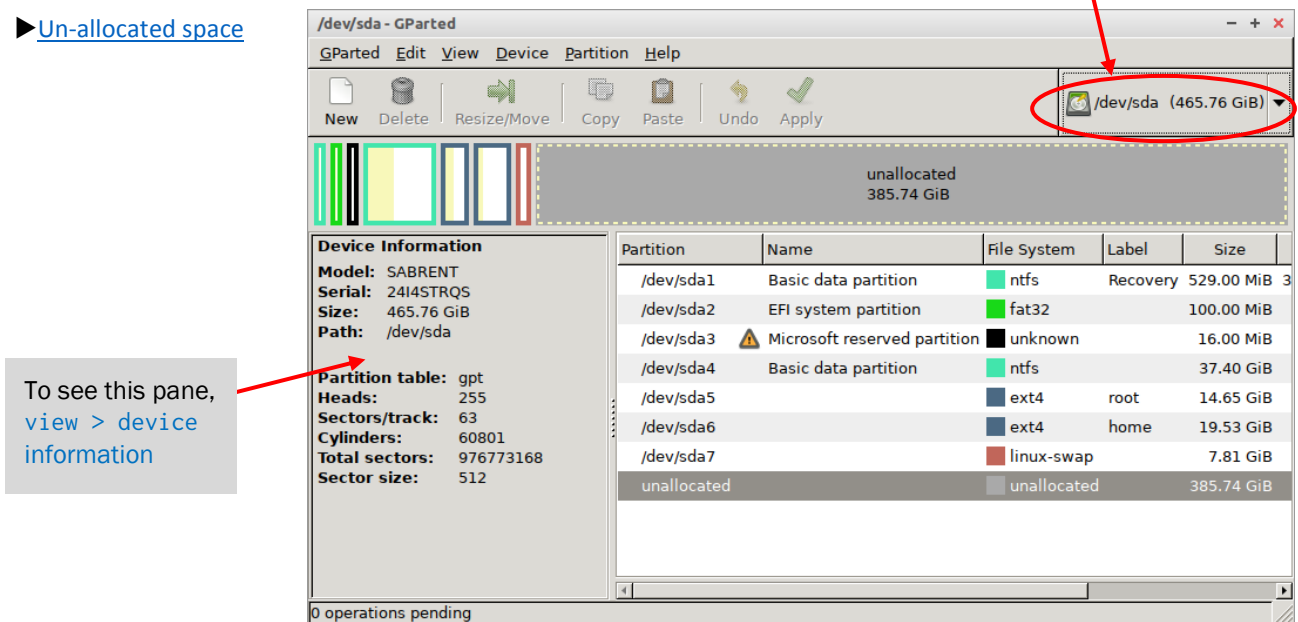 ▶Un-allocated space
/dev/sda - GParted
GParted Edit View Device Partition Help
New Delete Resize/Move Copy Paste Undo Apply
/dev/sda (465.76 GiB)
unallocated
385.74 GiB
Device Information
Model: SABRENT
Serial: 24I4STRQS
Size: 465.76 GiB
Path: /dev/sda
Partition table: gpt
Heads: 255
Sectors/track: 63
Cylinders: 60801
Total sectors: 976773168
Sector size: 512
To see this pane,
view > device
information
Partition Name File System Label Size
/dev/sda1 Basic data partition ntfs Recovery 529.00 MiB 3
/dev/sda2 EFI system partition fat32 100.00 MiB
/dev/sda3 Microsoft reserved partition unknown 16.00 MiB
/dev/sda4 Basic data partition ntfs 37.40 GiB
/dev/sda5 ext4 root 14.65 GiB
/dev/sda6 ext4 home 19.53 GiB
/dev/sda7 linux-swap 7.81 GiB
unallocated unallocated 385.74 GiB
0 operations pending